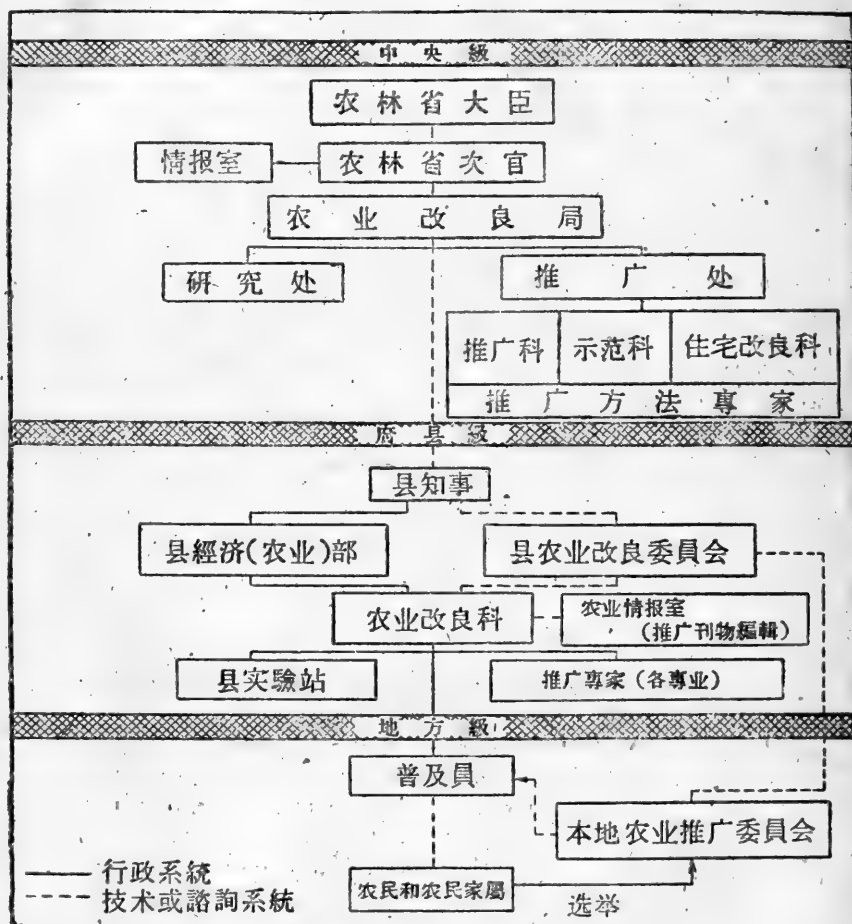 中央級
农林省大臣
情报室
农林省次官
农业改良局
研究处
推广处
推广科
示范科
住宅改良科
推广方法專家
府县級
县知事
县經济(农业)部
县农业改良委員会
农业改良科
农业情报室
(推广刊物編輯)
县实驗站
推广專家(各專业)
地方級
普及員
本地农业推广委員会
行政系統
技术或諮詢系統
农民和农民家屬
选举